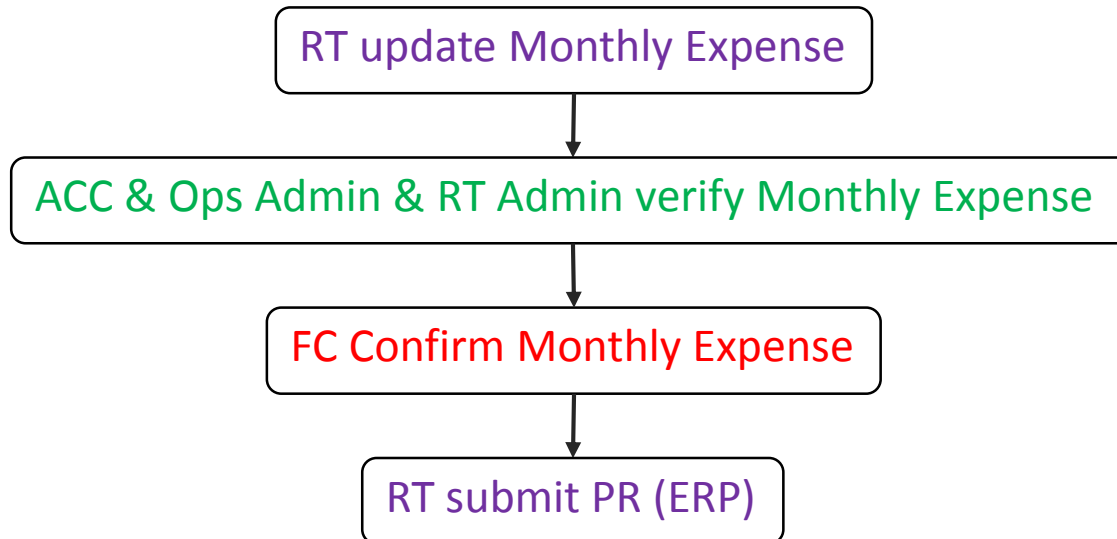 RT update Monthly Expense
ACC & Ops Admin & RT Admin verify Monthly Expense
FC Confirm Monthly Expense
RT submit PR (ERP)